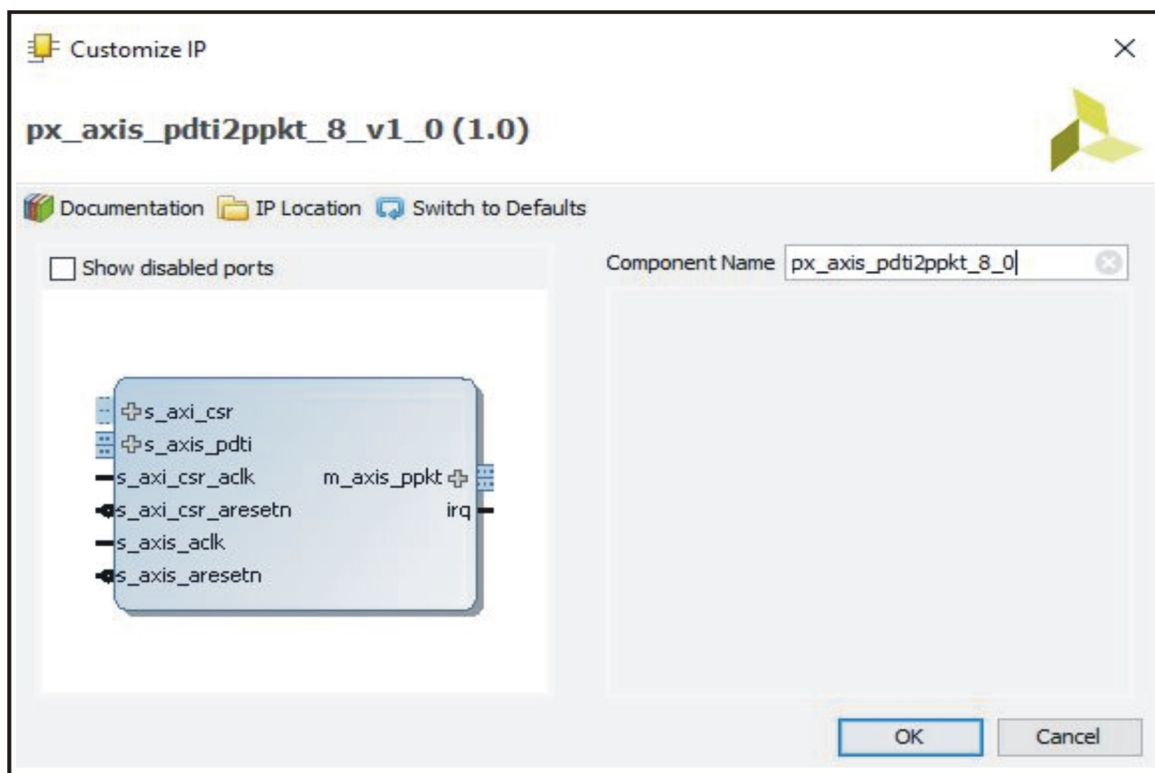 Customize IP
px_axis_pdti2ppkt_8_v1_0 (1.0)
Documentation IP Location Switch to Defaults
Show disabled ports
Component Name px_axis_pdti2ppkt_8_0
s_axi_csr
s_axis_pdti
s_axi_csr_aclk m_axis_ppkt
s_axi_csr_aresetn irq
s_axis_aclk
s_axis_aresetn
OK Cancel